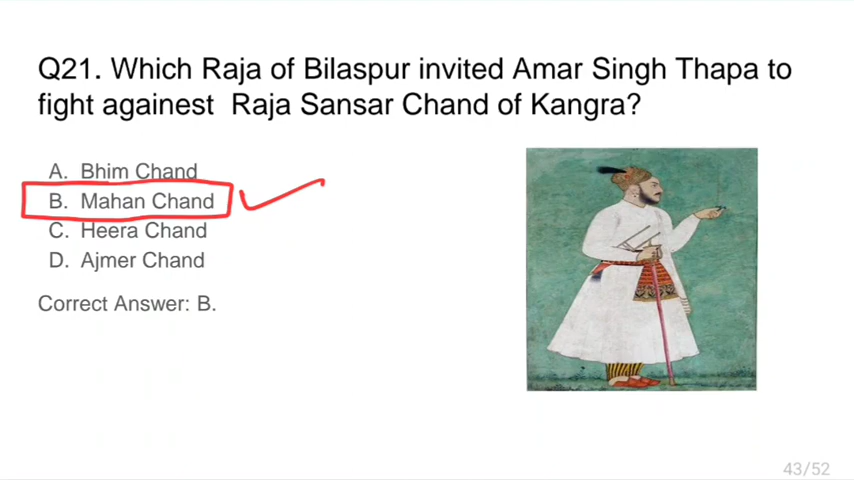 Q21. Which Raja of Bilaspur invited Amar Singh Thapa to
fight againest Raja Sansar Chand of Kangra?
A. Bhim Chand
B. Mahan Chand
C. Heera Chand
D. Ajmer Chand
Correct Answer: B.
43/52